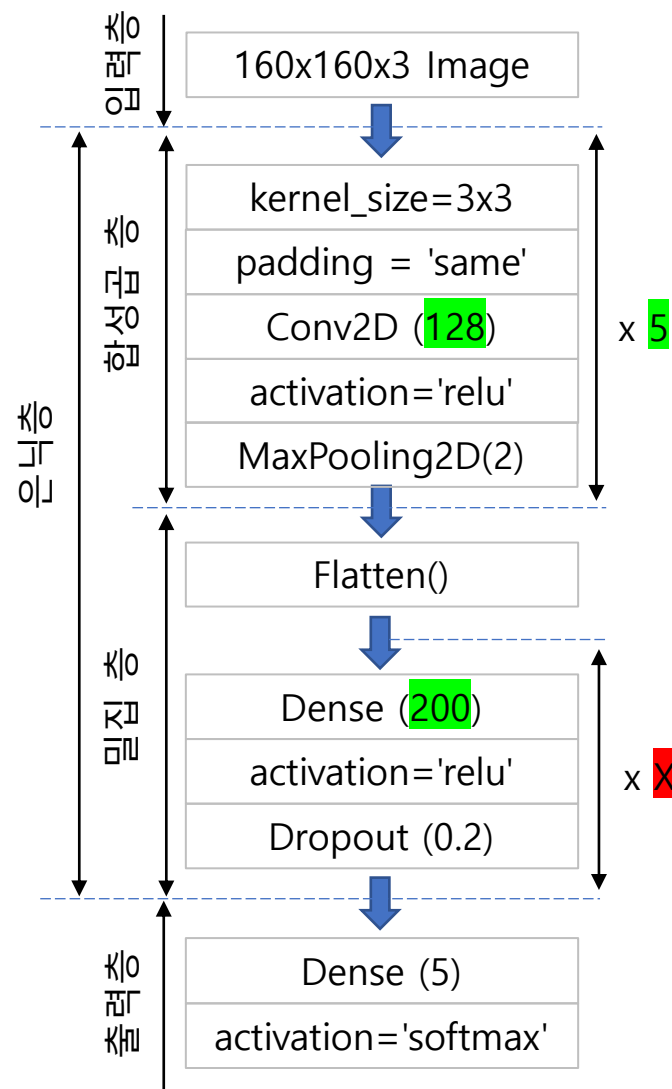 입력층
160x160x3 Image
은닉층
합성곱 층
kernel_size=3x3
padding = 'same'
Conv2D (128)
activation='relu'
MaxPooling2D(2)
x 5
밀집 층
Flatten()
Dense (200)
activation='relu'
Dropout (0.2)
x X
출력층
Dense (5)
activation='softmax'